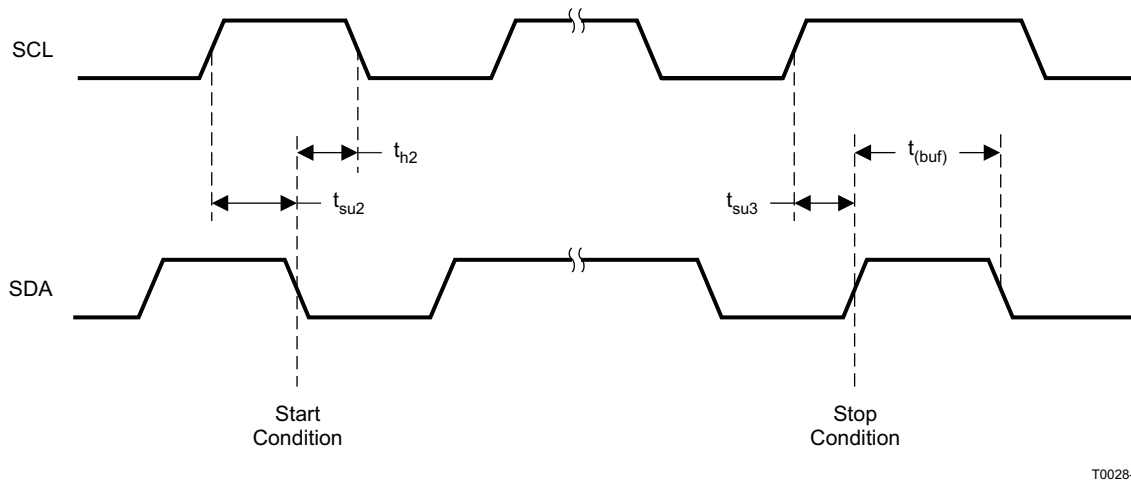 SCL
t_h2
t_(buf)
t_su2
t_su3
SDA
Start
Condition
Stop
Condition
T0028-